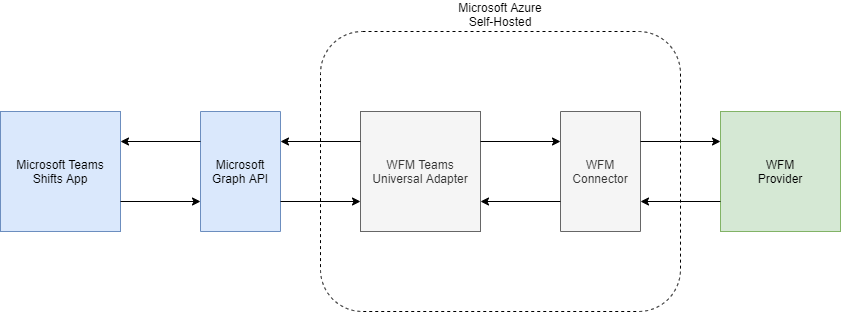 Microsoft Azure
Self-Hosted
Microsoft Teams
Shifts App
Microsoft
Graph API
WFM Teams
Universal Adapter
WFM
Connector
WFM
Provider